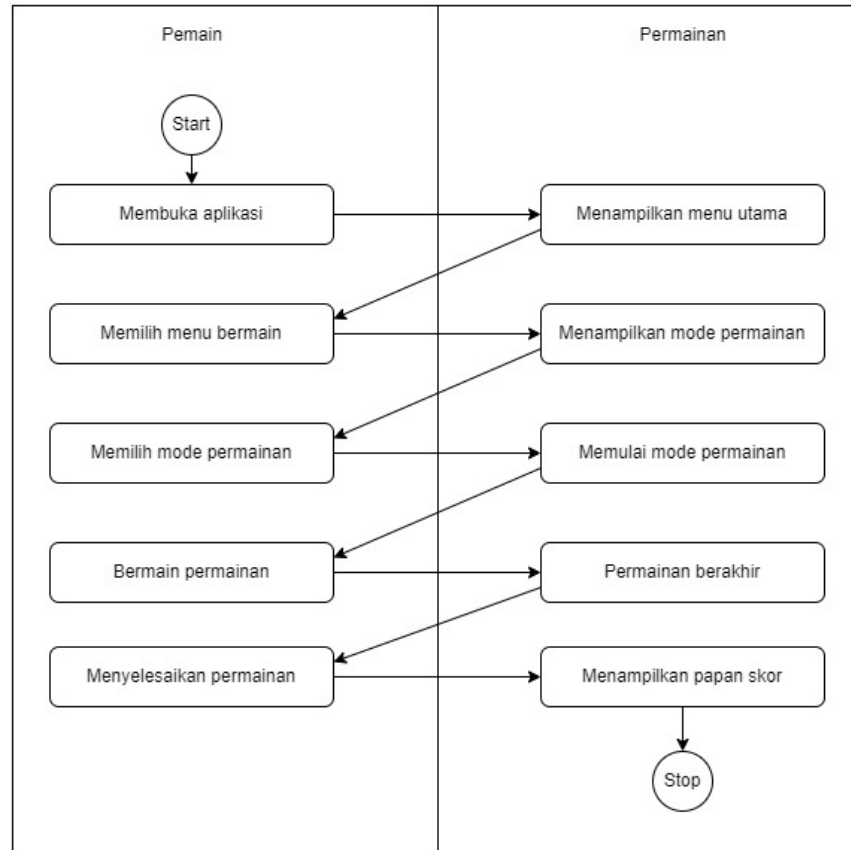 Pemain
Permainan
Start
Membuka aplikasi
Menampilkan menu utama
Memilih menu bermain
Menampilkan mode permainan
Memilih mode permainan
Memulai mode permainan
Bermain permainan
Permainan berakhir
Menyelesaikan permainan
Menampilkan papan skor
Stop